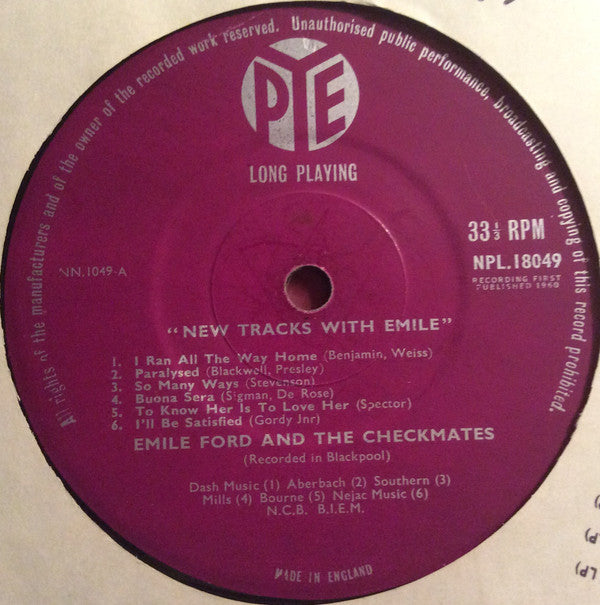 All rights of the manufacturers and of the owner of the recorded work reserved. Unauthorised public performance, broadcasting and copying of this record prohibited.
PYE
LONG PLAYING
33⅓ RPM
NPL.18049
RECORDING FIRST
PUBLISHED 1960
NN.1049-A
"NEW TRACKS WITH EMILE"
1. I Ran All The Way Home (Benjamin, Weiss)
2. Paralysed (Blackwell, Presley)
3. So Many Ways (Stevenson)
4. Buona Sera (Sigman, De Rose)
5. To Know Her Is To Love Her (Spector)
6. I'll Be Satisfied (Gordy Jnr)
EMILE FORD AND THE CHECKMATES
(Recorded in Blackpool)
Dash Music (1) Aberbach (2) Southern (3)
Mills (4) Bourne (5) Nejac Music (6)
N.C.B. B.I.E.M.
MADE IN ENGLAND
LP